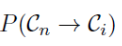 P(𝒞ₙ → 𝒞ᵢ)